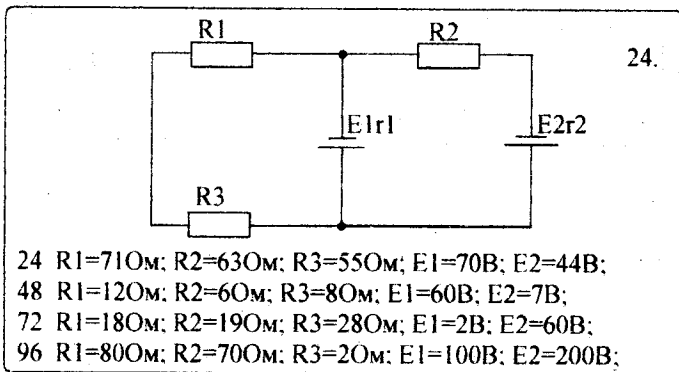 R1
R2
24.
E1r1
E2r2
R3
24 R1=71Ом; R2=63Ом; R3=55Ом; E1=70В; E2=44В;
48 R1=12Ом; R2=6Ом; R3=8Ом; E1=60В; E2=7В;
72 R1=18Ом; R2=19Ом; R3=28Ом; E1=2В; E2=60В;
96 R1=80Ом; R2=70Ом; R3=2Ом; E1=100В; E2=200В;